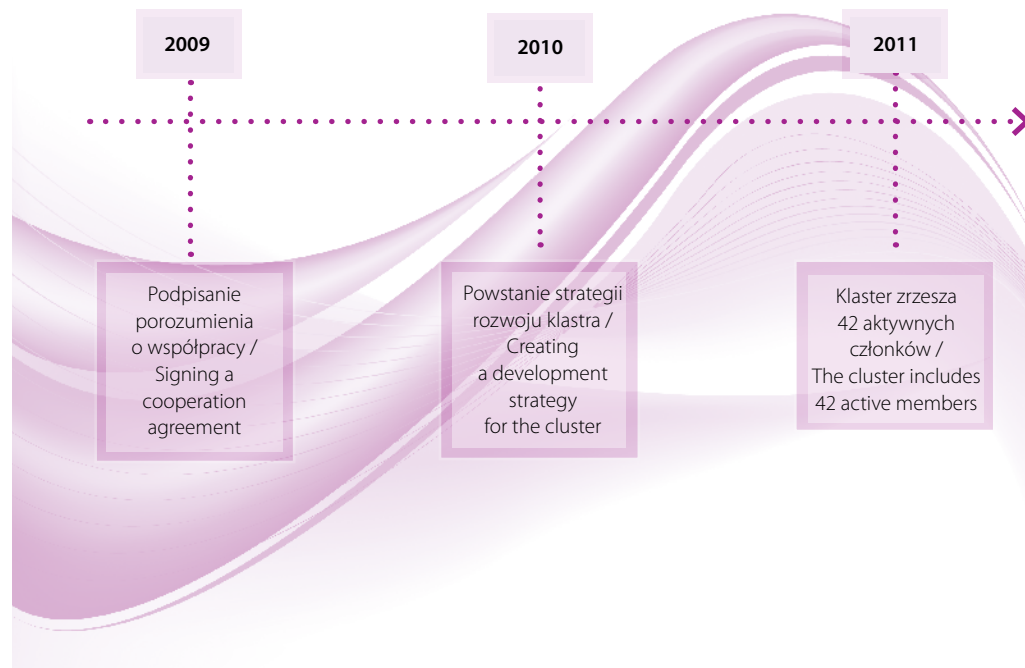 2009
2010
2011
Podpisanie
porozumienia
o współpracy /
Signing a
cooperation
agreement
Powstanie strategii
rozwoju klastra /
Creating
a development
strategy
for the cluster
Klaster zrzesza
42 aktywnych
członków /
The cluster includes
42 active members